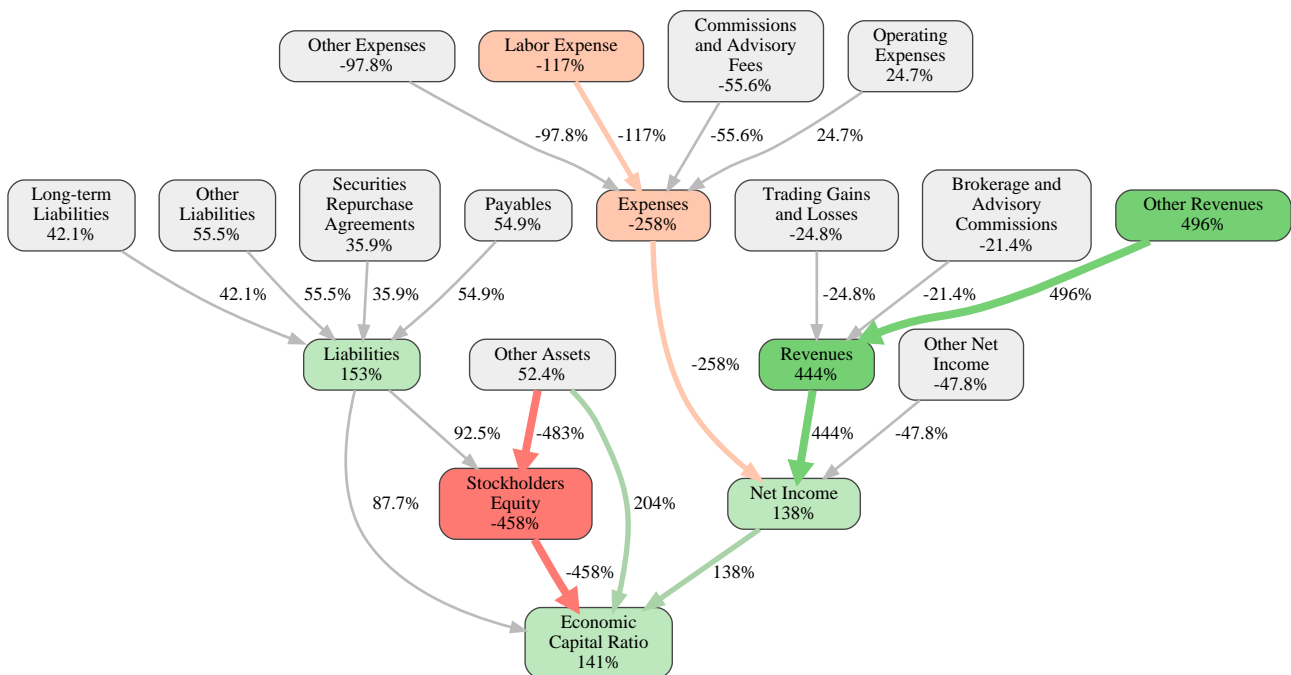 Other Expenses
-97.8%
Labor Expense
-117%
Commissions
and Advisory
Fees
-55.6%
Operating
Expenses
24.7%
-97.8%
-117%
-55.6%
24.7%
Long-term
Liabilities
42.1%
Other
Liabilities
55.5%
Securities
Repurchase
Agreements
35.9%
Payables
54.9%
Expenses
-258%
Trading Gains
and Losses
-24.8%
Brokerage and
Advisory
Commissions
-21.4%
Other Revenues
496%
42.1%
55.5%
35.9%
54.9%
-24.8%
-21.4%
496%
Liabilities
153%
Other Assets
52.4%
-258%
Revenues
444%
Other Net
Income
-47.8%
92.5%
-483%
444%
-47.8%
Stockholders
Equity
-458%
Net Income
138%
87.7%
204%
-458%
138%
Economic
Capital Ratio
141%